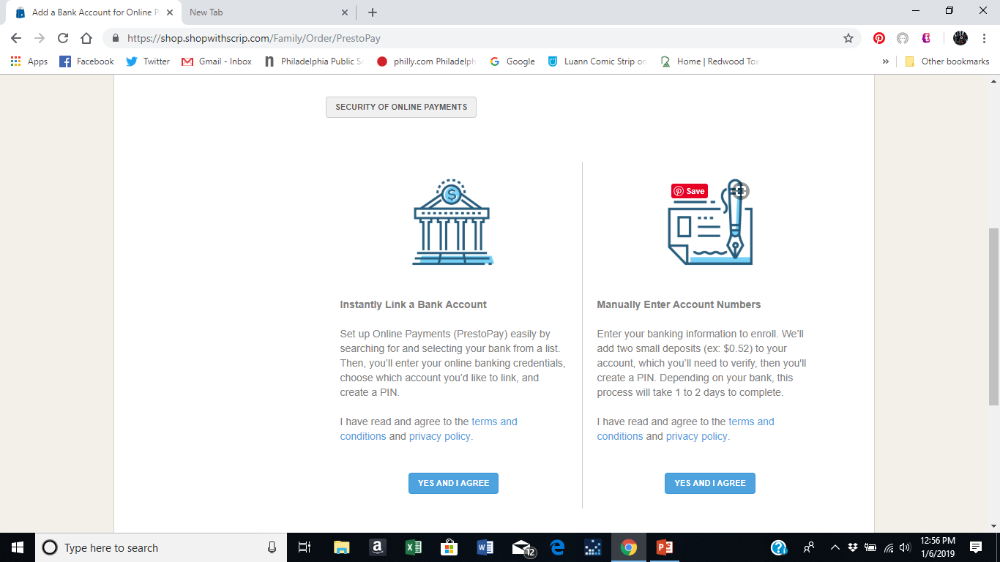 Add a Bank Account for Online P
New Tab
https://shop.shopwithscrip.com/Family/Order/PrestoPay
Apps Facebook Twitter Gmail - Inbox Philadelphia Public Sc philly.com Philadelph Google Luann Comic Strip on Home | Redwood Tox » Other bookmarks
SECURITY OF ONLINE PAYMENTS
Save
Instantly Link a Bank Account
Set up Online Payments (PrestoPay) easily by
searching for and selecting your bank from a list.
Then, you'll enter your online banking credentials,
choose which account you'd like to link, and
create a PIN.
I have read and agree to the terms and
conditions and privacy policy.
YES AND I AGREE
Manually Enter Account Numbers
Enter your banking information to enroll. We'll
add two small deposits (ex: $0.52) to your
account, which you'll need to verify, then you'll
create a PIN. Depending on your bank, this
process will take 1 to 2 days to complete.
I have read and agree to the terms and
conditions and privacy policy.
YES AND I AGREE
Type here to search
12
12:56 PM
1/6/2019